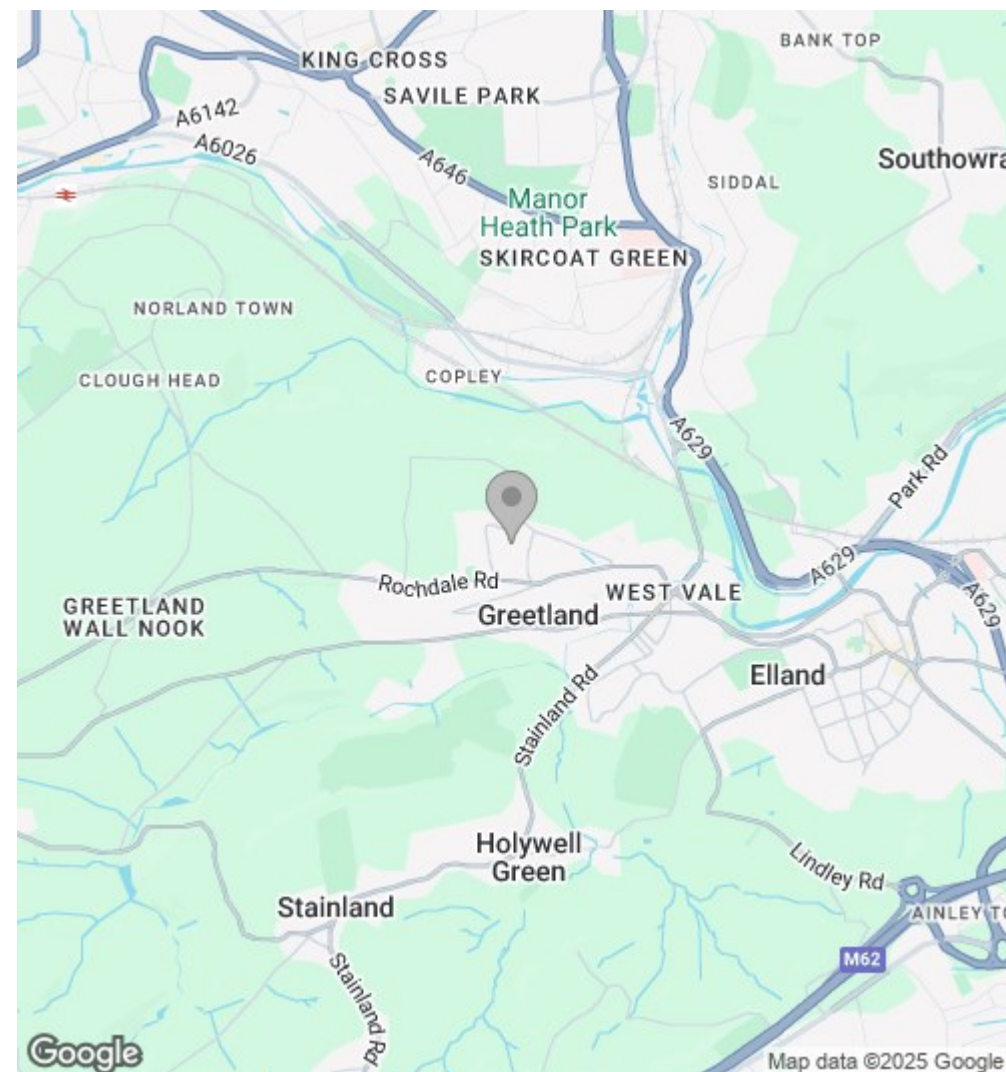 BANK TOP
KING CROSS
SAVILE PARK
A6142
A6026
A646
Southowra
SIDDAL
Manor
Heath Park
SKIRCOAT GREEN
NORLAND TOWN
CLOUGH HEAD
COPLEY
A629
Park Rd
A629
A629
Rochdale Rd
WEST VALE
GREETLAND
WALL NOOK
Greetland
Elland
Stainland Rd
Holywell
Green
Lindley Rd
Stainland
AINLEY TO
M62
Stainland Rd
Google
Map data ©2025 Google